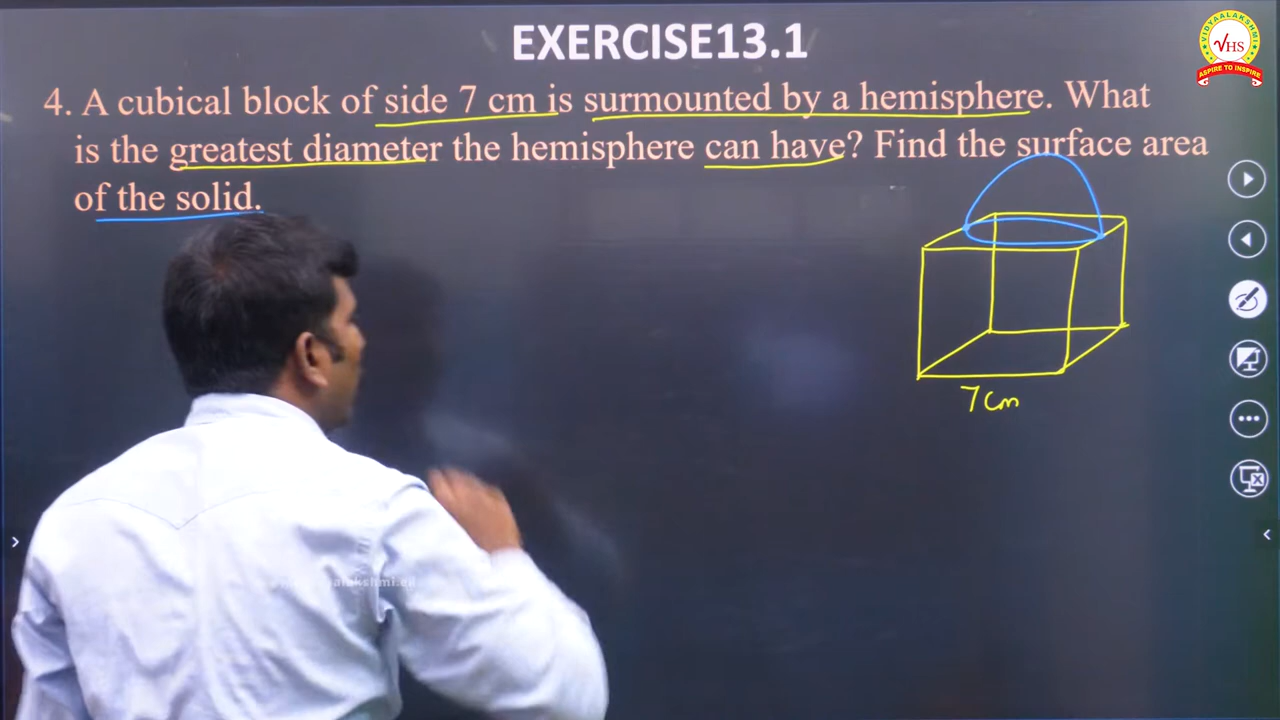 EXERCISE13.1
VIDYAALAKSHMI
VHS
ASPIRE TO INSPIRE
4. A cubical block of side 7 cm is surmounted by a hemisphere. What
is the greatest diameter the hemisphere can have? Find the surface area
of the solid.
7cm